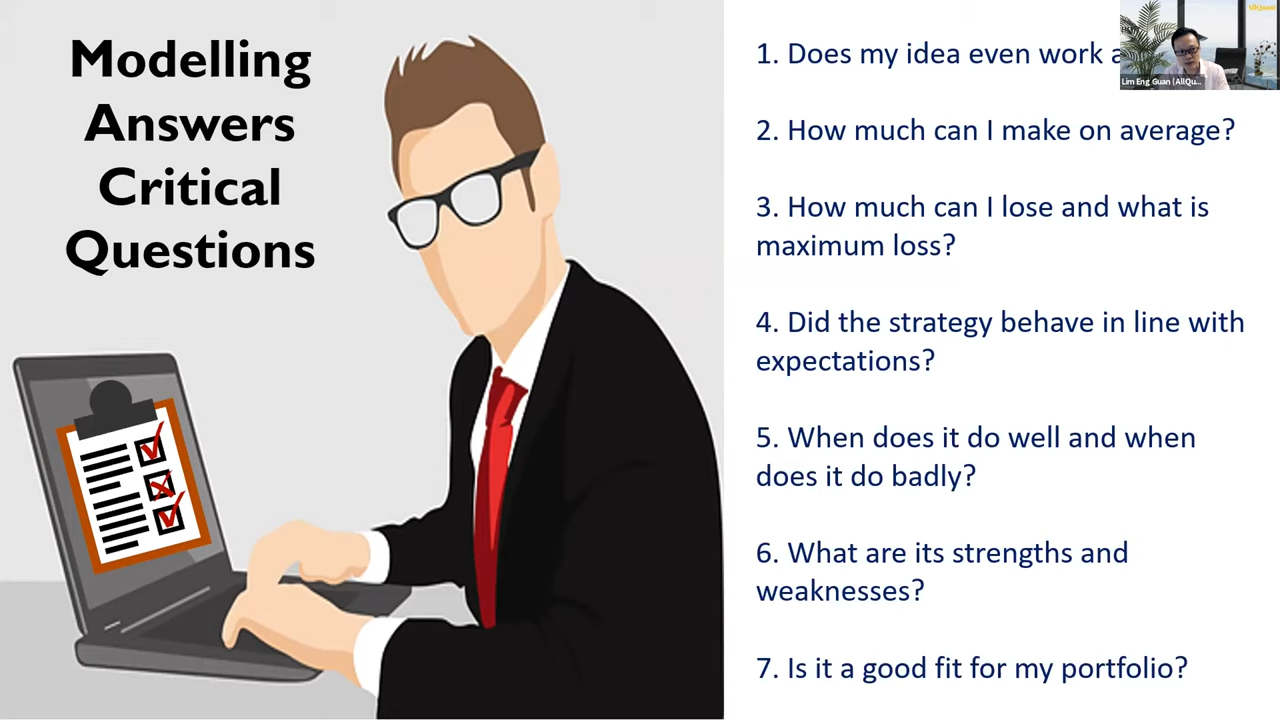 Modelling
Answers
Critical
Questions
1. Does my idea even work
2. How much can I make on average?
3. How much can I lose and what is
maximum loss?
4. Did the strategy behave in line with
expectations?
5. When does it do well and when
does it do badly?
6. What are its strengths and
weaknesses?
7. Is it a good fit for my portfolio?
AllQuant
Lim Eng Guan (AllQu...